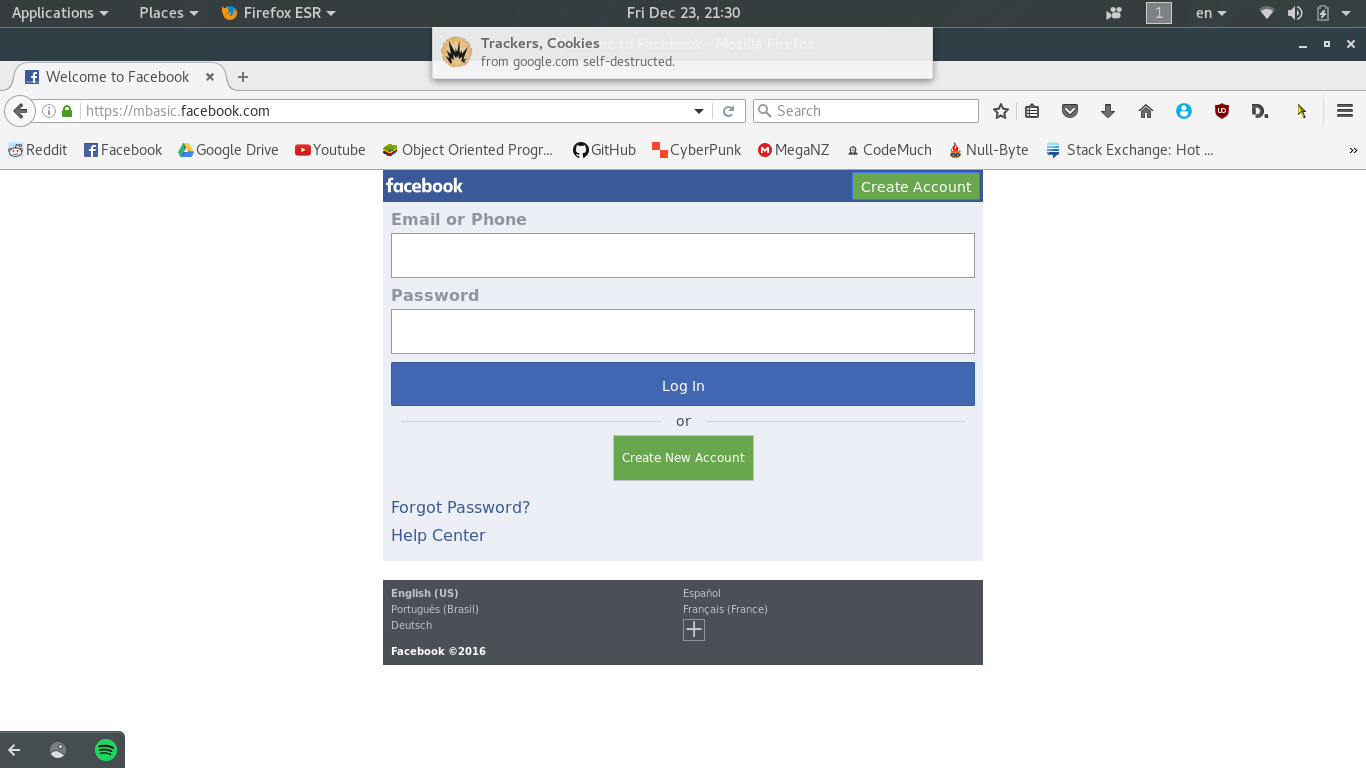 Applications Places Firefox ESR Fri Dec 23, 21:30 1 en
Trackers, Cookies me to Facebook - Mozilla Firefox
from google.com self-destructed.
Welcome to Facebook
https://mbasic.facebook.com Search D.
Reddit Facebook Google Drive Youtube Object Oriented Progr... GitHub CyberPunk MegaNZ CodeMuch Null-Byte Stack Exchange: Hot ... »
facebook Create Account
Email or Phone
Password
Log In
or
Create New Account
Forgot Password?
Help Center
English (US) Español
Português (Brasil) Français (France)
Deutsch
Facebook ©2016